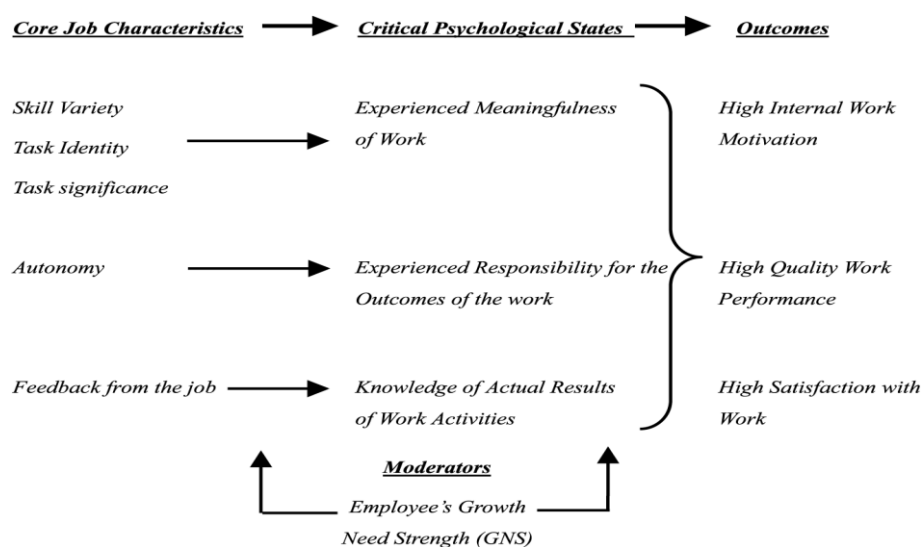 Core Job Characteristics
Critical Psychological States
Outcomes
Skill Variety
Task Identity
Task significance
Experienced Meaningfulness
of Work
High Internal Work
Motivation
Autonomy
Experienced Responsibility for the
Outcomes of the work
High Quality Work
Performance
Feedback from the job
Knowledge of Actual Results
of Work Activities
High Satisfaction with
Work
Moderators
Employee's Growth
Need Strength (GNS)